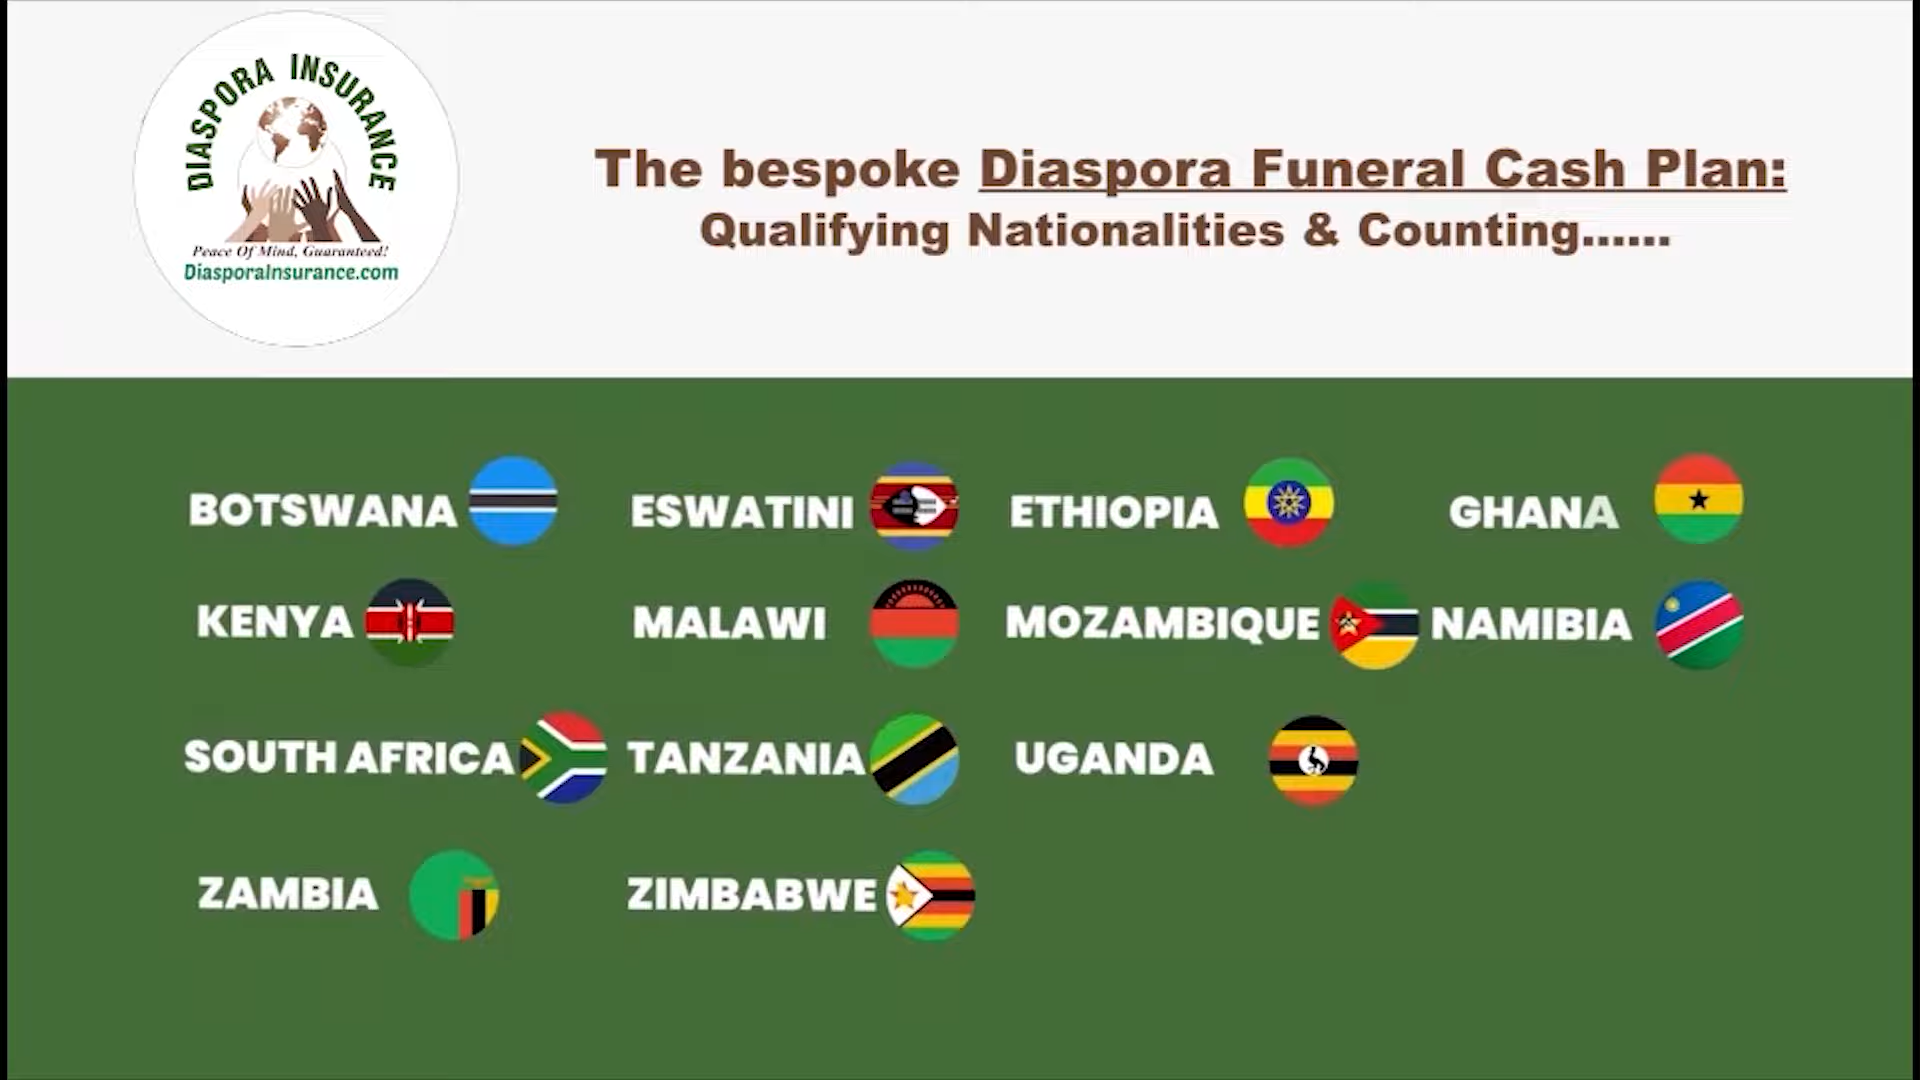 DIASPORA INSURANCE
Peace Of Mind, Guaranteed!
DiasporaInsurance.com
The bespoke Diaspora Funeral Cash Plan:
Qualifying Nationalities & Counting......
BOTSWANA ESWATINI ETHIOPIA GHANA
KENYA MALAWI MOZAMBIQUE NAMIBIA
SOUTH AFRICA TANZANIA UGANDA
ZAMBIA ZIMBABWE